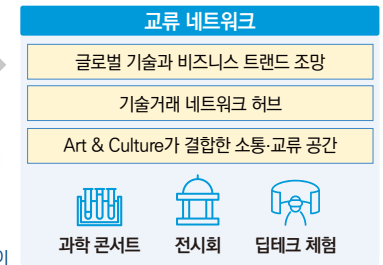 교류 네트워크
글로벌 기술과 비즈니스 트랜드 조망
기술거래 네트워크 허브
Art & Culture가 결합한 소통·교류 공간
과학 콘서트 전시회 딥테크 체험
이